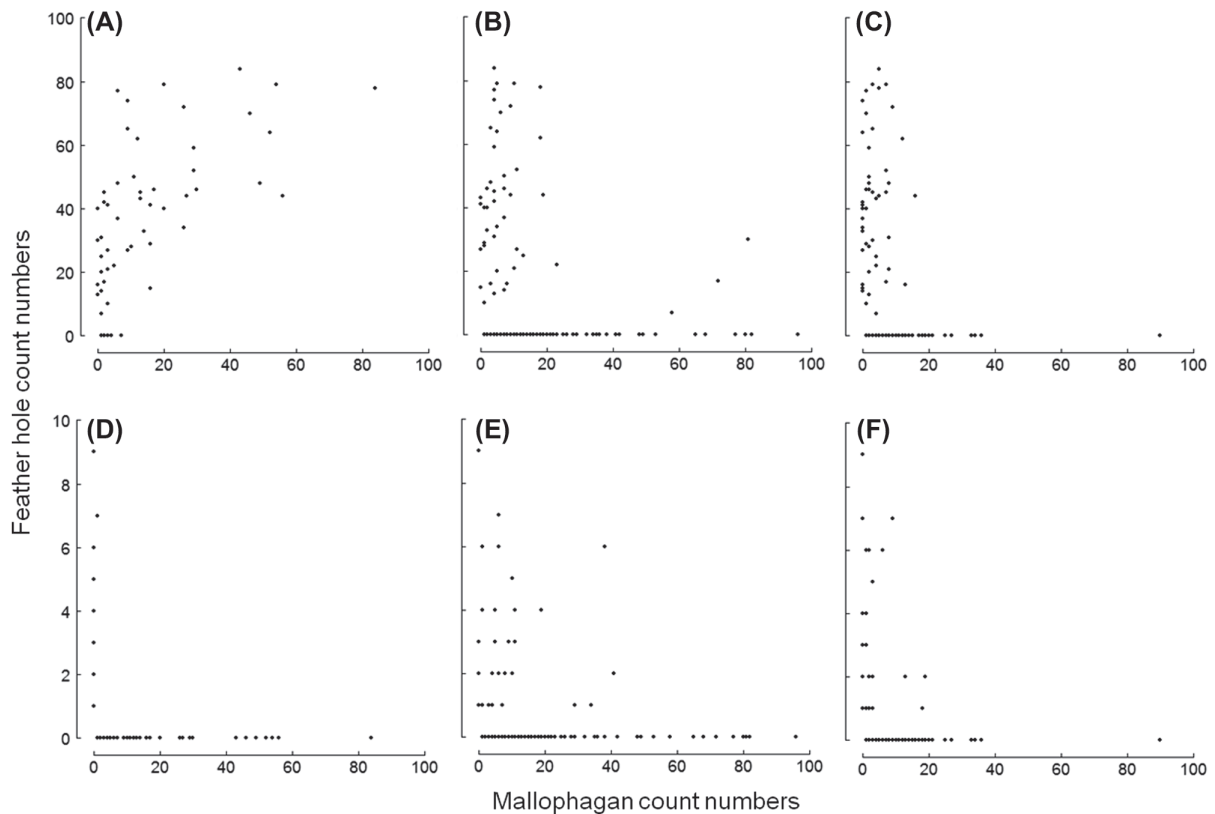 Feather hole count numbers
(A)
(B)
(C)
100
80
60
40
20
0
0 20 40 60 80 100
0 20 40 60 80 100
0 20 40 60 80 100
(D)
(E)
(F)
10
8
6
4
2
0
0 20 40 60 80 100
0 20 40 60 80 100
0 20 40 60 80 100
Mallophagan count numbers